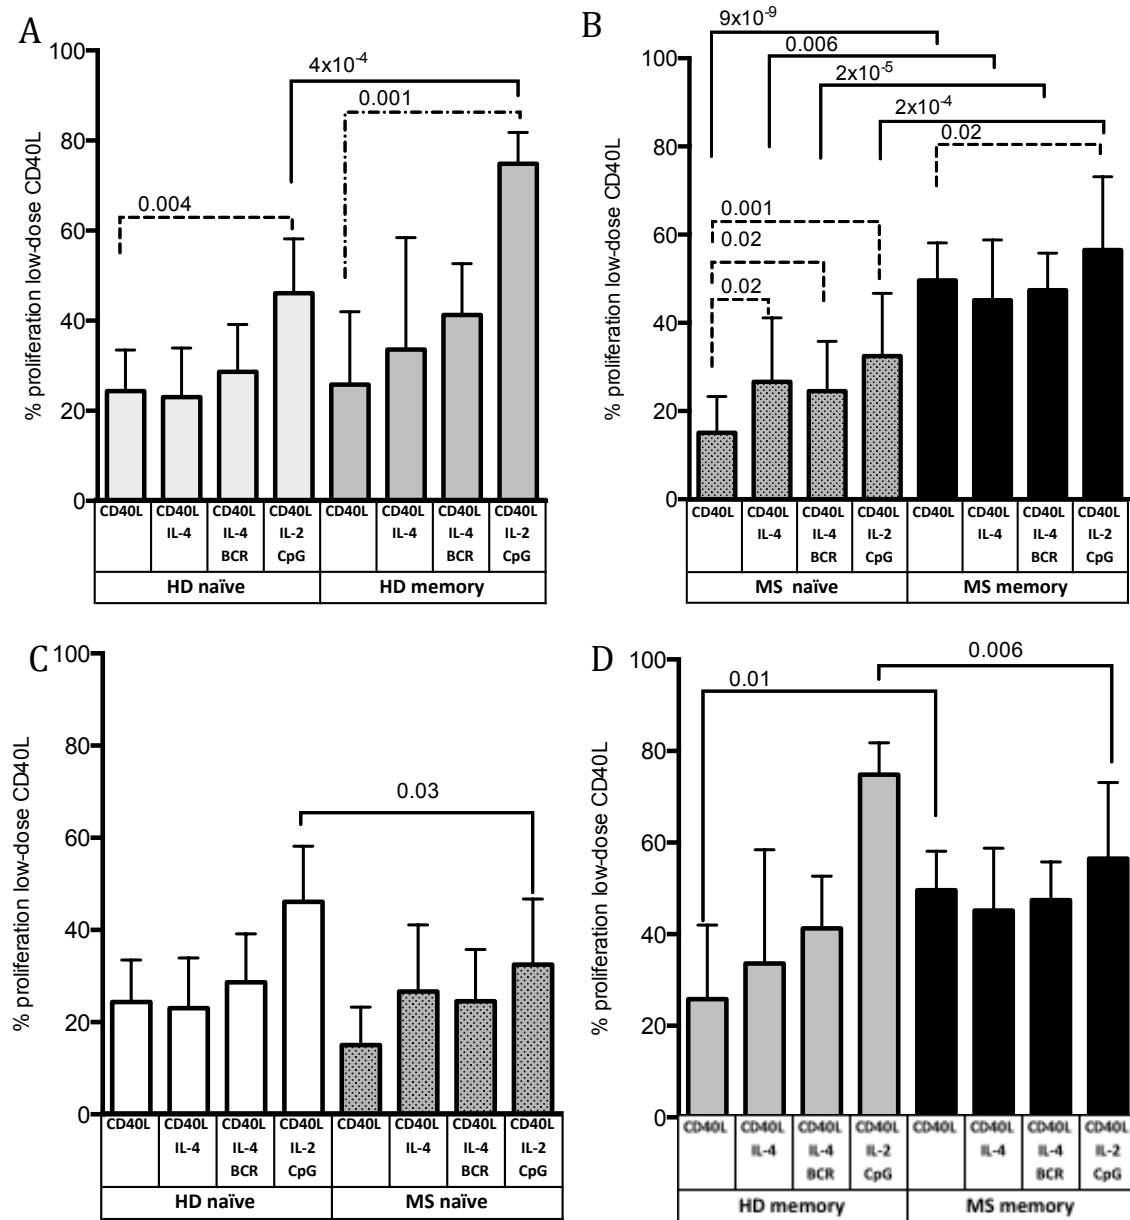 A
% proliferation low-dose CD40L
100
80
60
40
20
0
4x10-4
0.001
0.004
CD40L CD40L CD40L CD40L CD40L CD40L CD40L CD40L
IL-4 IL-4 IL-2 IL-4 IL-4 IL-2
BCR CpG BCR CpG
HD naïve HD memory
B
% proliferation low-dose CD40L
100
80
60
40
20
0
9x10-9
0.006
2x10-5
2x10-4
0.02
0.001
0.02
0.02
CD40L CD40L CD40L CD40L CD40L CD40L CD40L CD40L
IL-4 IL-4 IL-2 IL-4 IL-4 IL-2
BCR CpG BCR CpG
MS naïve MS memory
C
% proliferation low-dose CD40L
100
80
60
40
20
0
0.03
CD40L CD40L CD40L CD40L CD40L CD40L CD40L CD40L
IL-4 IL-4 IL-2 IL-4 IL-4 IL-2
BCR CpG BCR CpG
HD naïve MS naïve
D
% proliferation low-dose CD40L
100
80
60
40
20
0
0.006
0.01
CD40L CD40L CD40L CD40L CD40L CD40L CD40L CD40L
IL-4 IL-4 IL-2 IL-4 IL-4 IL-2
BCR CpG BCR CpG
HD memory MS memory